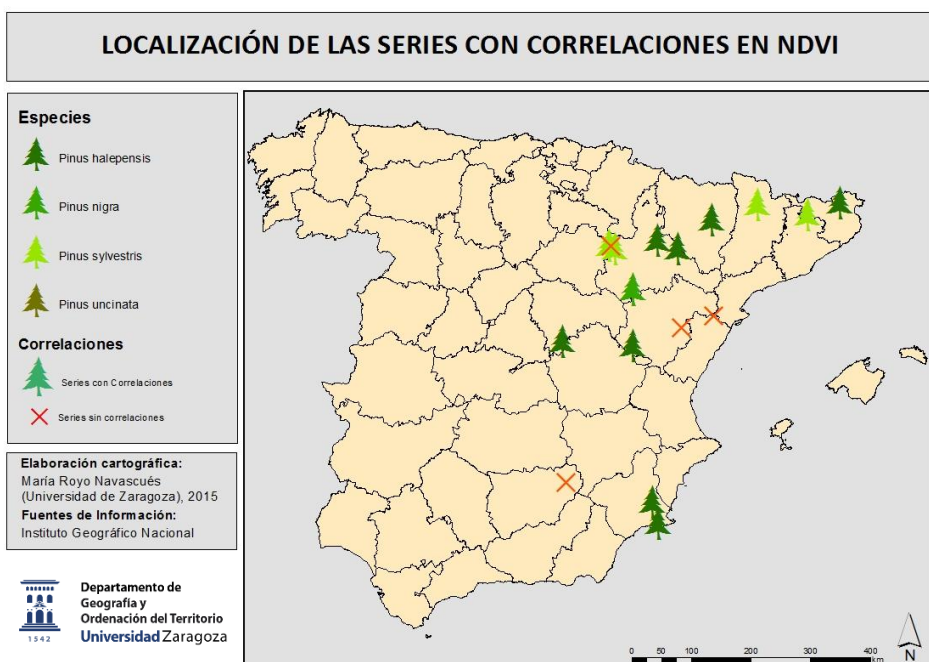 LOCALIZACIÓN DE LAS SERIES CON CORRELACIONES EN NDVI
Especies
Pinus halepensis
Pinus nigra
Pinus sylvestris
Pinus uncinata
Correlaciones
Series con Correlaciones
Series sin correlaciones
Elaboración cartográfica:
María Royo Navascués
(Universidad de Zaragoza), 2015
Fuentes de Información:
Instituto Geográfico Nacional
1542
Departamento de
Geografía y
Ordenación del Territorio
Universidad Zaragoza
0 50 100 200 300 400
km
N